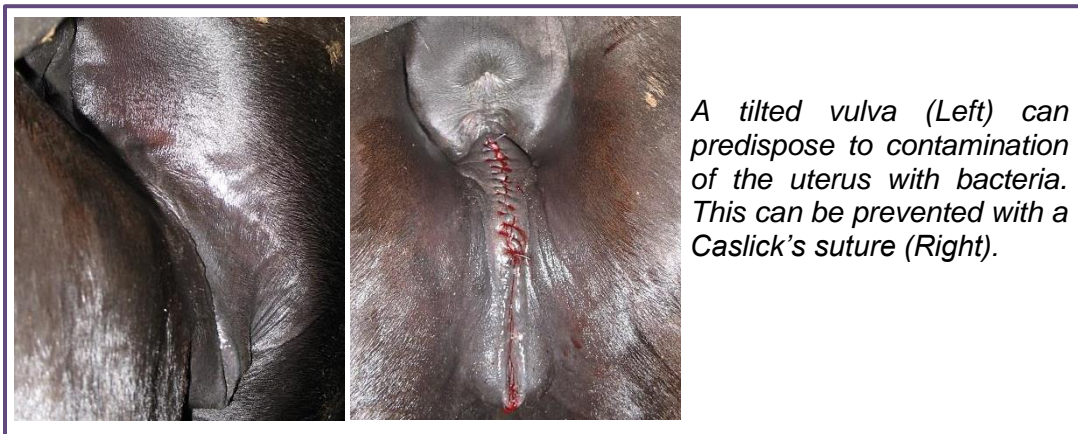 A tilted vulva (Left) can
predispose to contamination
of the uterus with bacteria.
This can be prevented with a
Caslick’s suture (Right).